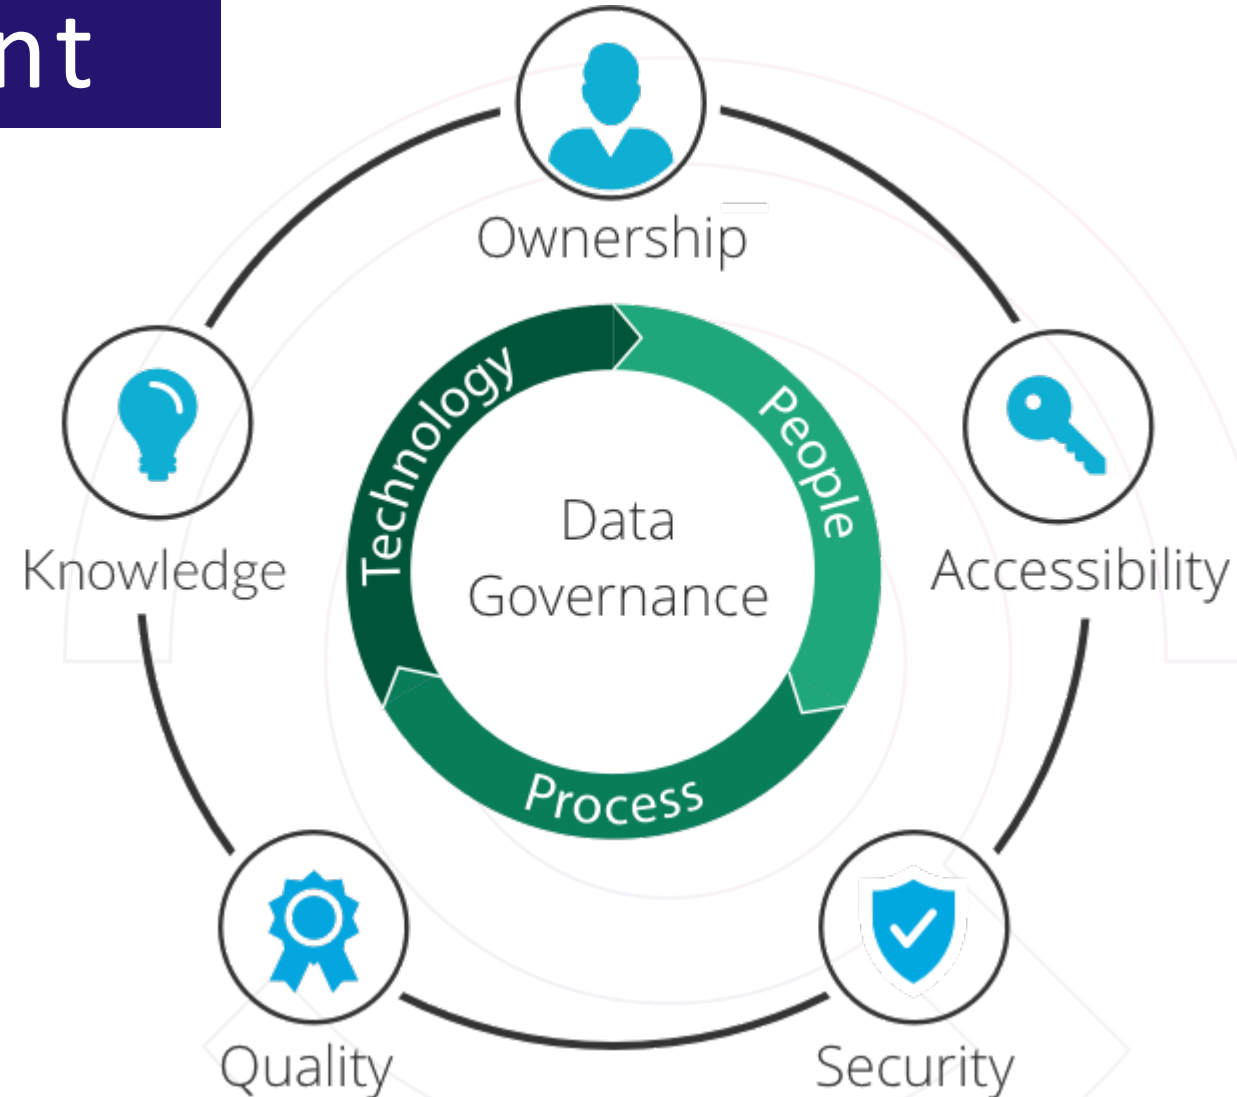 nt
Ownership
Technology
People
Data
Governance
Knowledge
Accessibility
Process
Quality
Security